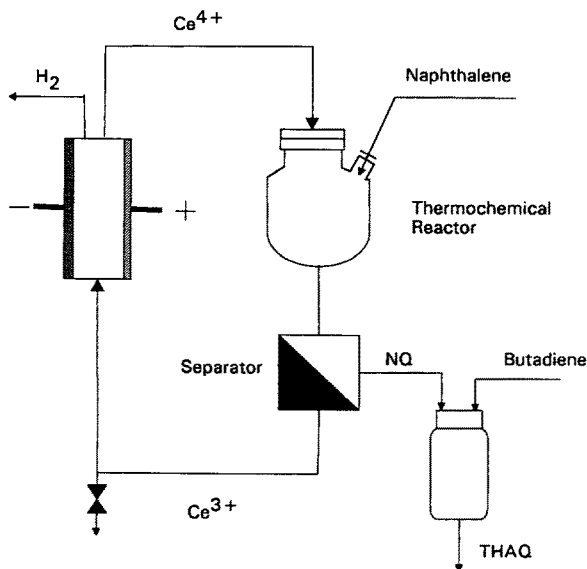 Ce4+
H2
Naphthalene
Thermochemical
Reactor
− +
Separator
NQ
Butadiene
Ce3+
THAQ